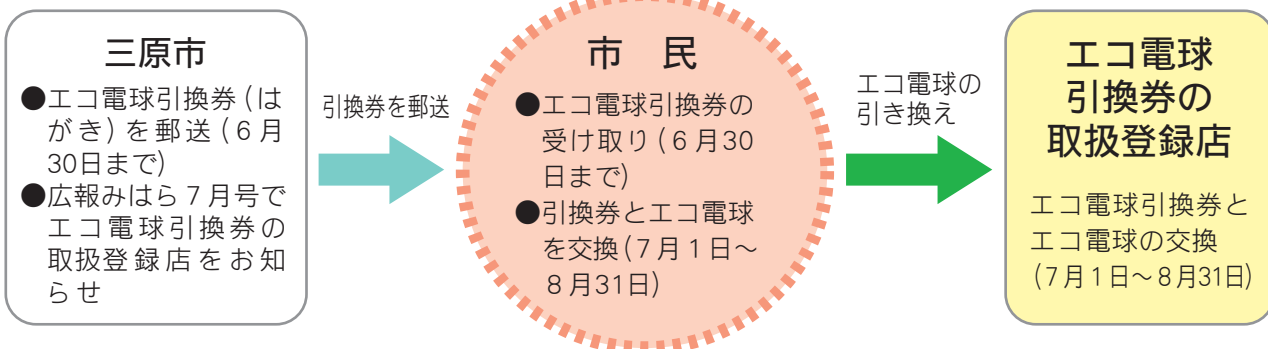 三原市
●エコ電球引換券(は
がき)を郵送(6月
30日まで)
●広報みはら7月号で
エコ電球引換券の
取扱登録店をお知
らせ
引換券を郵送
市 民
●エコ電球引換券の
受け取り(6月30
日まで)
●引換券とエコ電球
を交換(7月1日~
8月31日)
エコ電球の
引き換え
エコ電球
引換券の
取扱登録店
エコ電球引換券と
エコ電球の交換
(7月1日~8月31日)